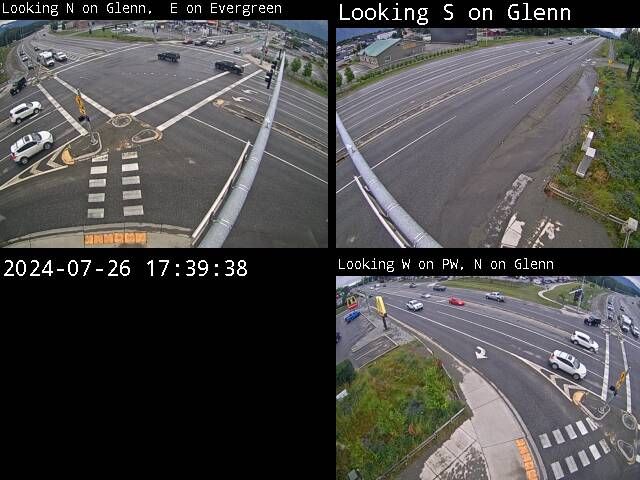 Looking N on Glenn,  E on Evergreen
Looking S on Glenn
2024-07-26 17:39:38
Looking W on PW, N on Glenn